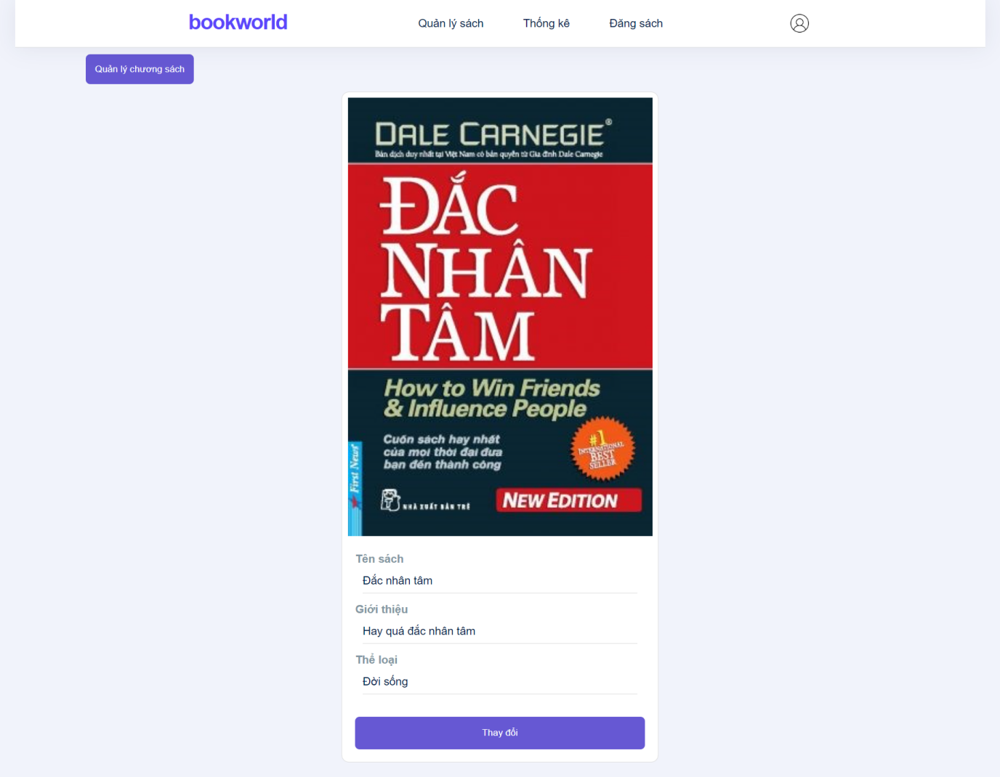 bookworld
Quản lý sách
Thống kê
Đăng sách
Quản lý chương sách
DALE CARNEGIE®
Bản dịch duy nhất tại Việt Nam có bản quyền từ Gia đình Dale Carnegie
ĐẮC
NHÂN
TÂM
How to Win Friends
& Influence People
Cuốn sách hay nhất
của mọi thời đại đưa
bạn đến thành công
#1
INTERNATIONAL
BEST
SELLER
First News
NHÀ XUẤT BẢN TRẺ
NEW EDITION
Tên sách
Đắc nhân tâm
Giới thiệu
Hay quá đắc nhân tâm
Thể loại
Đời sống
Thay đổi